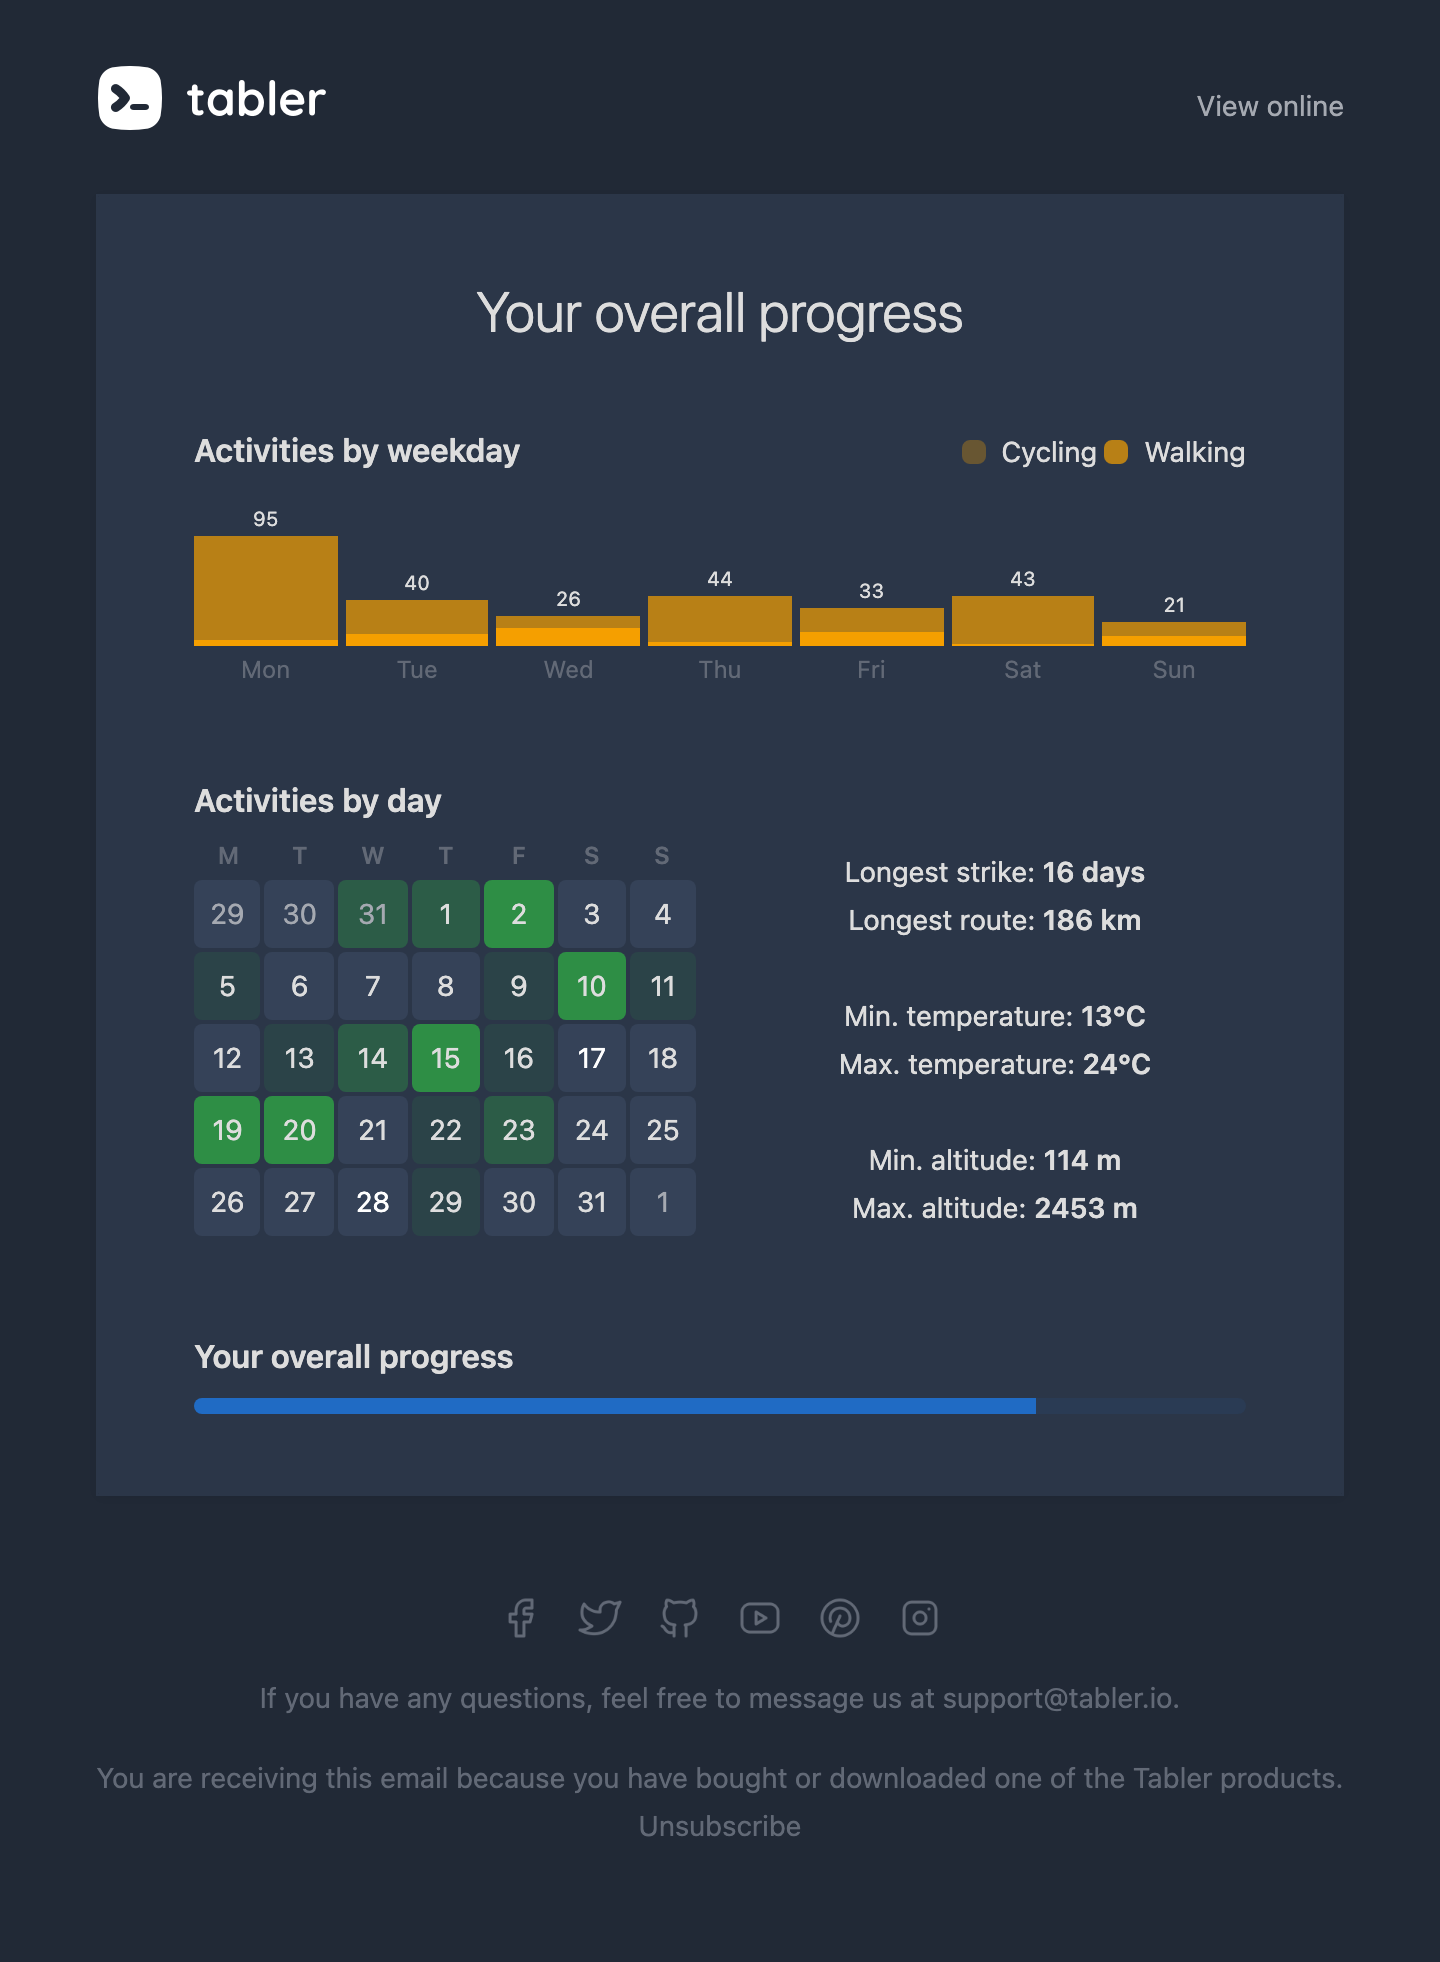 tabler
View online
Your overall progress
Activities by weekday
Cycling Walking
95 40 26 44 33 43 21
Mon Tue Wed Thu Fri Sat Sun
Activities by day
M T W T F S S
29 30 31 1 2 3 4
5 6 7 8 9 10 11
12 13 14 15 16 17 18
19 20 21 22 23 24 25
26 27 28 29 30 31 1
Longest strike: 16 days
Longest route: 186 km
Min. temperature: 13°C
Max. temperature: 24°C
Min. altitude: 114 m
Max. altitude: 2453 m
Your overall progress
If you have any questions, feel free to message us at support@tabler.io.
You are receiving this email because you have bought or downloaded one of the Tabler products.
Unsubscribe